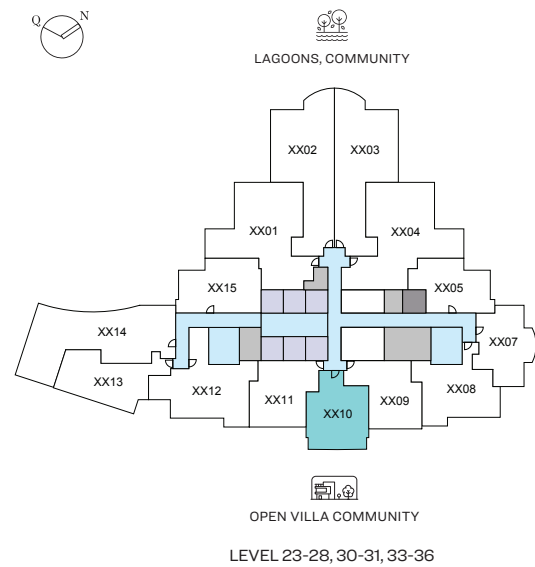 Q N
LAGOONS, COMMUNITY
XX02 XX03
XX01 XX04
XX15 XX05
XX14 XX07
XX13 XX12 XX08
XX11 XX10 XX09
OPEN VILLA COMMUNITY
LEVEL 23-28, 30-31, 33-36